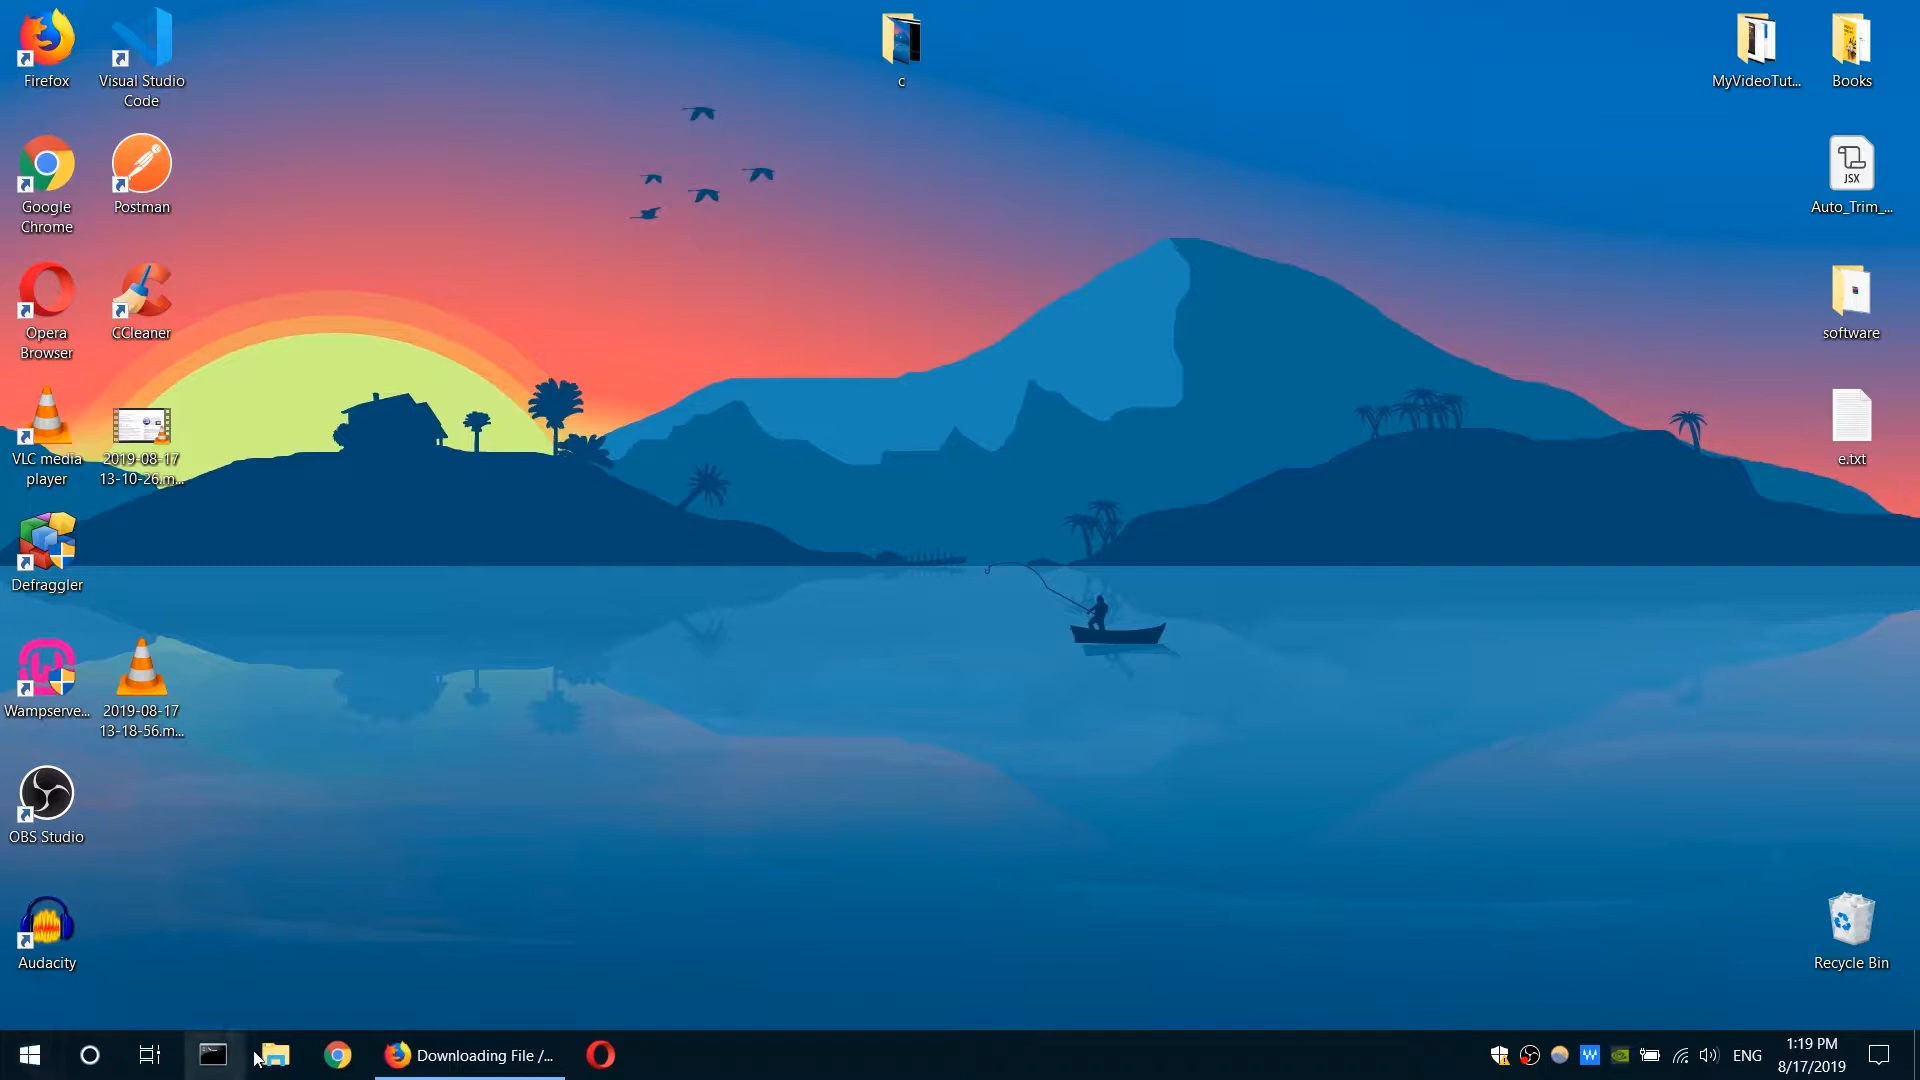 Firefox
Visual Studio
Code
c
MyVideoTut...
Books
Google
Chrome
Postman
JSX
Auto_Trim_...
Opera
Browser
CCleaner
software
VLC media
player
2019-08-17
13-10-26.m...
e.txt
Defraggler
Wampserve...
2019-08-17
13-18-56.m...
OBS Studio
Audacity
Recycle Bin
Downloading File /...
ENG
1:19 PM
8/17/2019